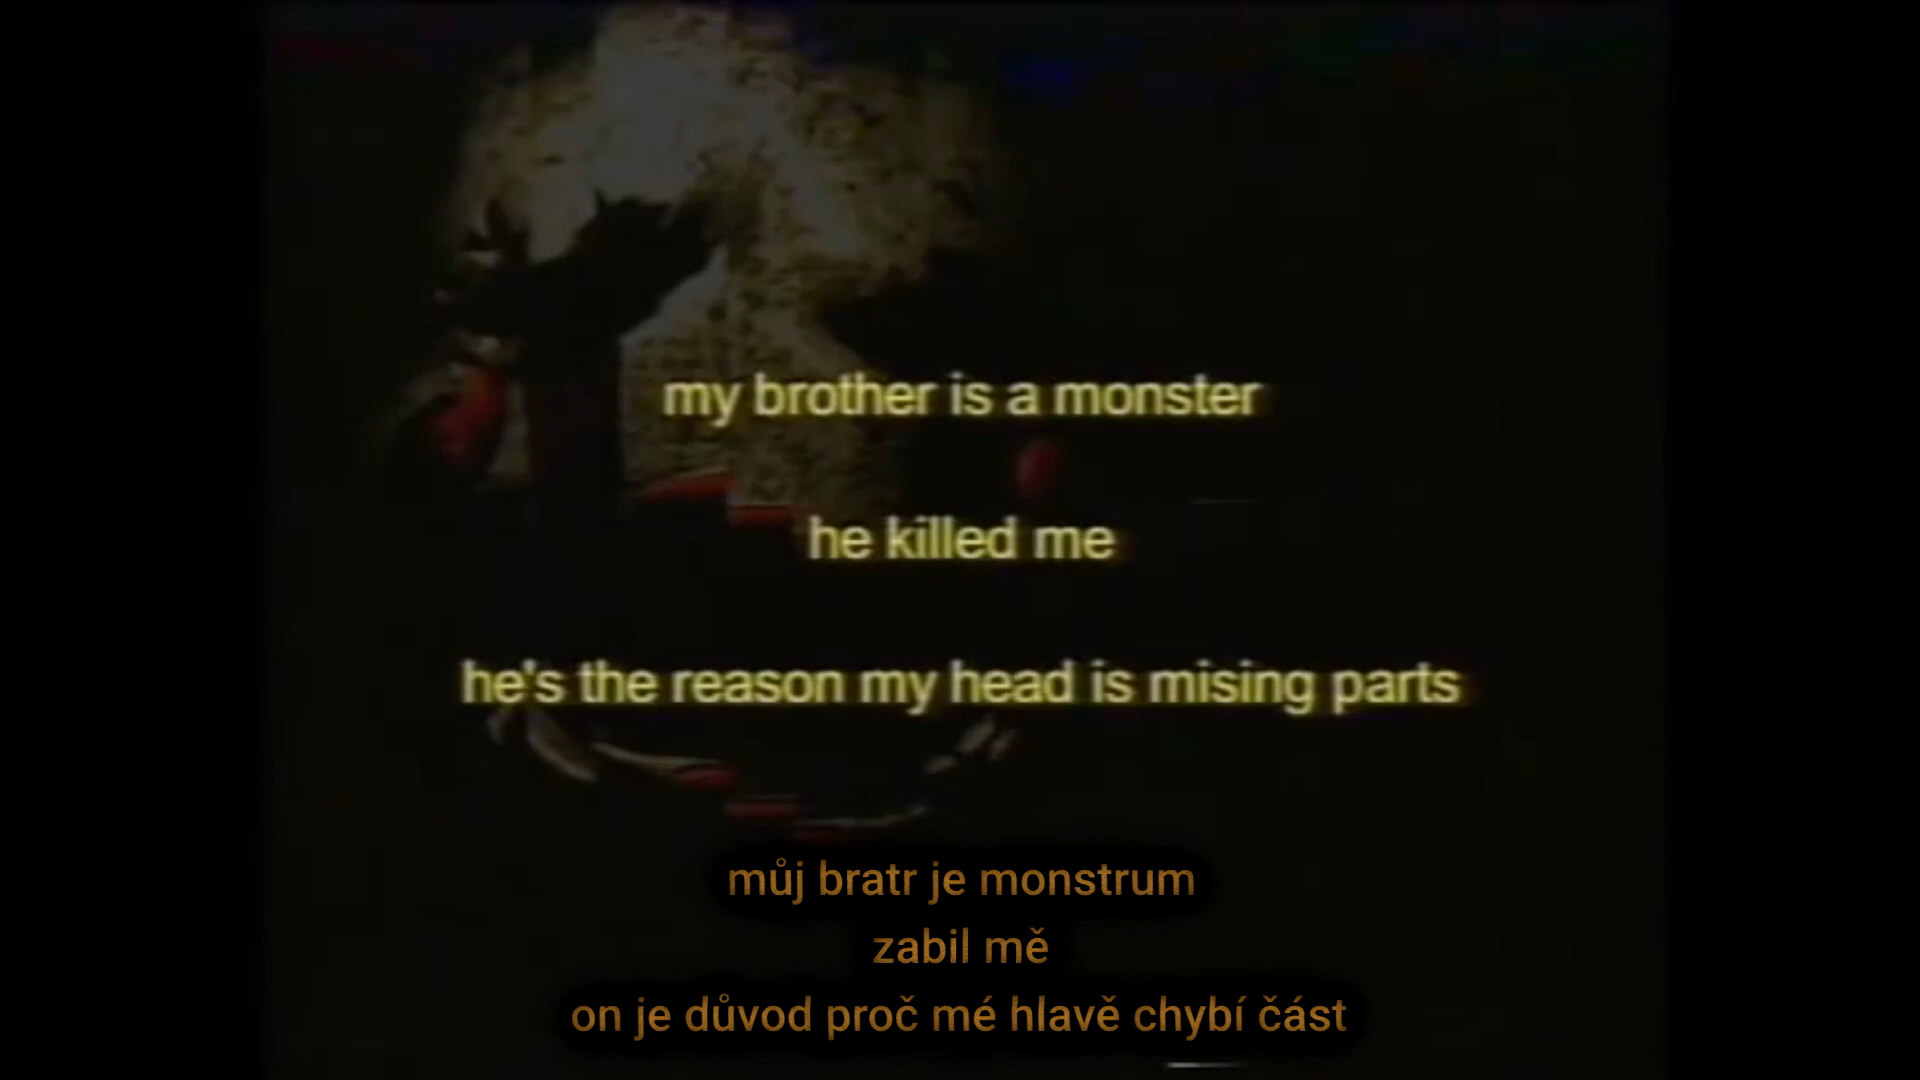 my brother is a monster
he killed me
he's the reason my head is mising parts
můj bratr je monstrum
zabil mě
on je důvod proč mé hlavě chybí část